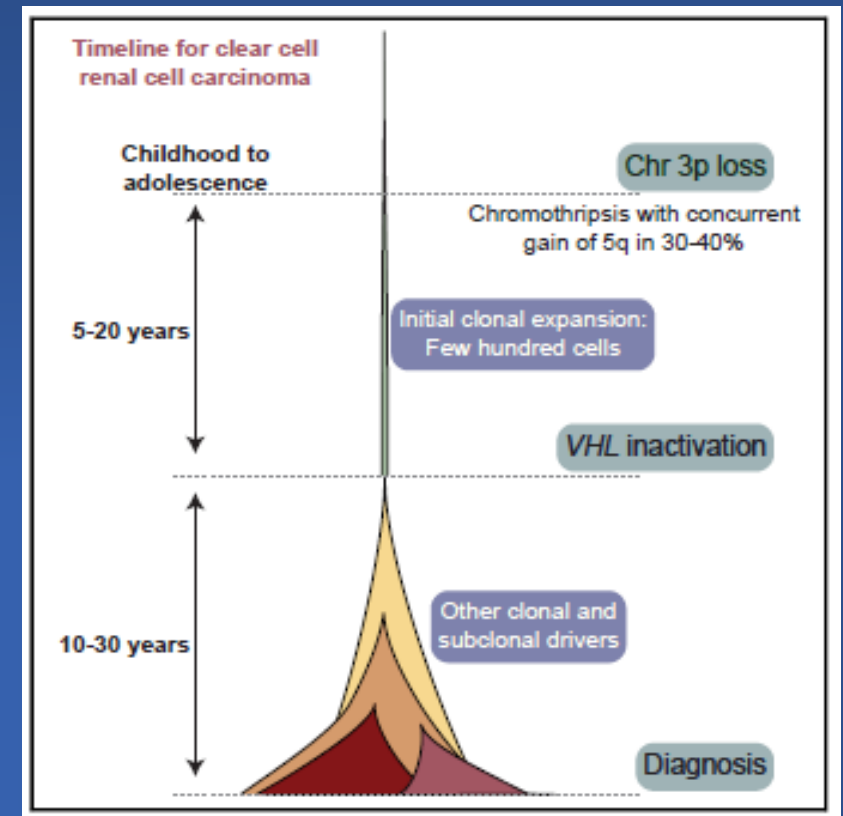 Timeline for clear cell
renal cell carcinoma
Childhood to
adolescence
Chr 3p loss
Chromothripsis with concurrent
gain of 5q in 30-40%
5-20 years
Initial clonal expansion:
Few hundred cells
VHL inactivation
10-30 years
Other clonal and
subclonal drivers
Diagnosis